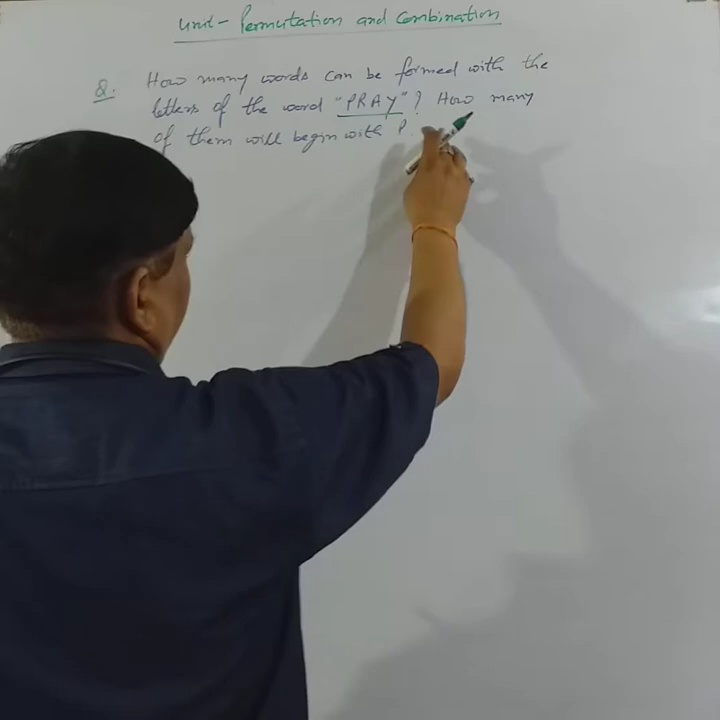 Unit - Permutation and Combination
Q. How many words can be formed with the
letters of the word "PRAY"? How many
of them will begin with P.